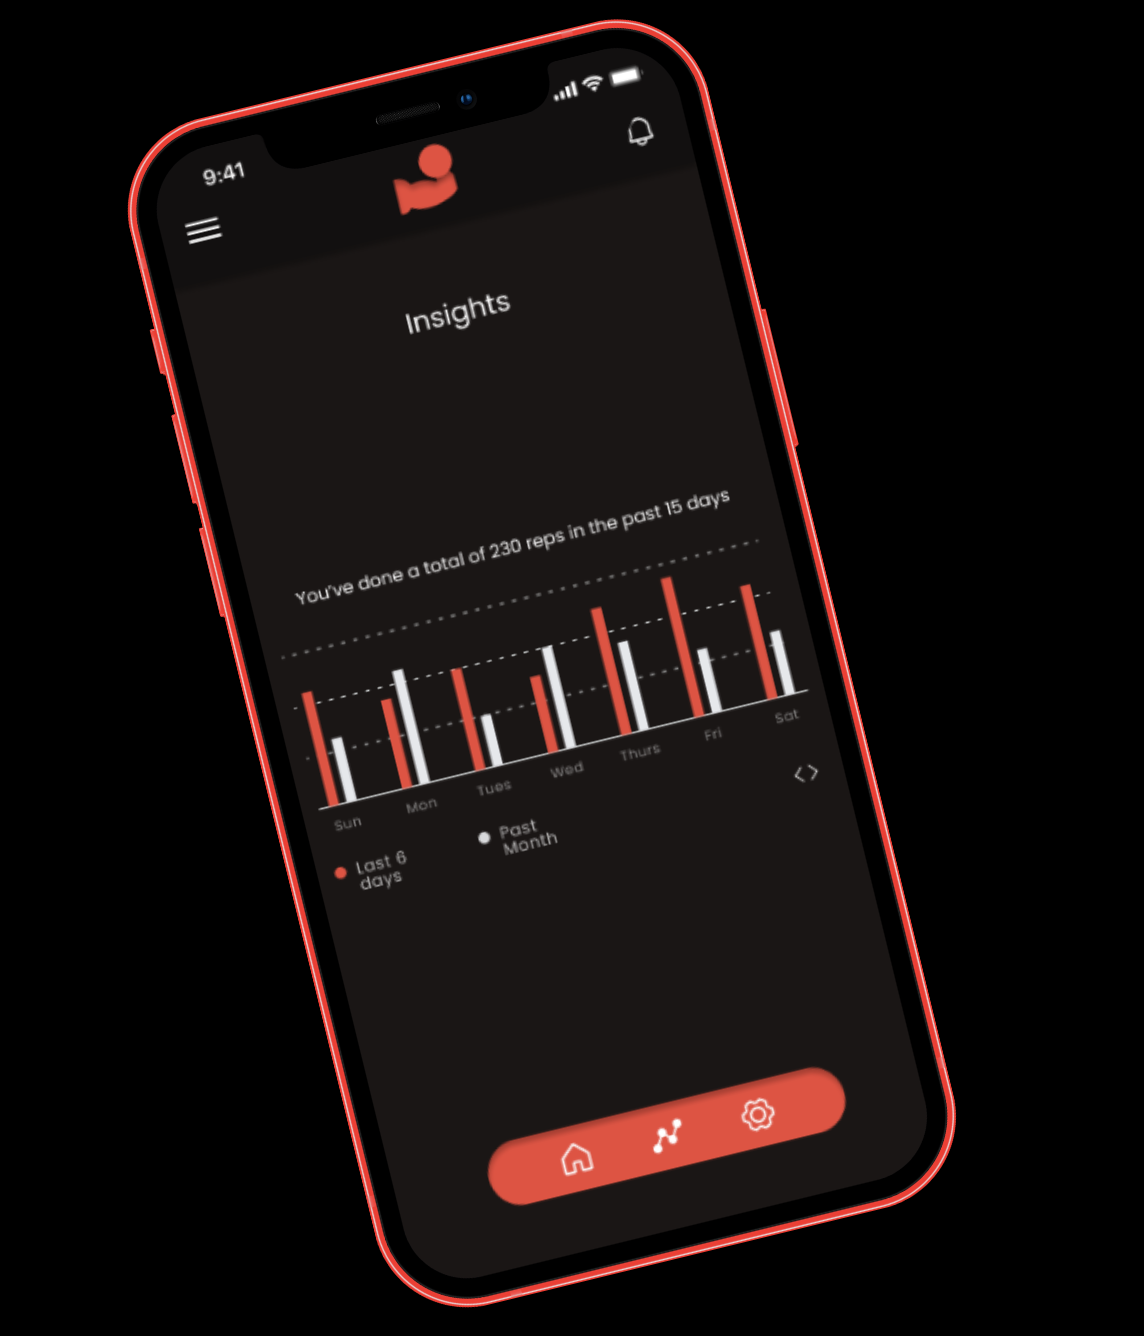 9:41
Insights
You've done a total of 230 reps in the past 15 days
Sun
Mon
Tues
Wed
Thurs
Fri
Sat
Last 6
days
Past
Month